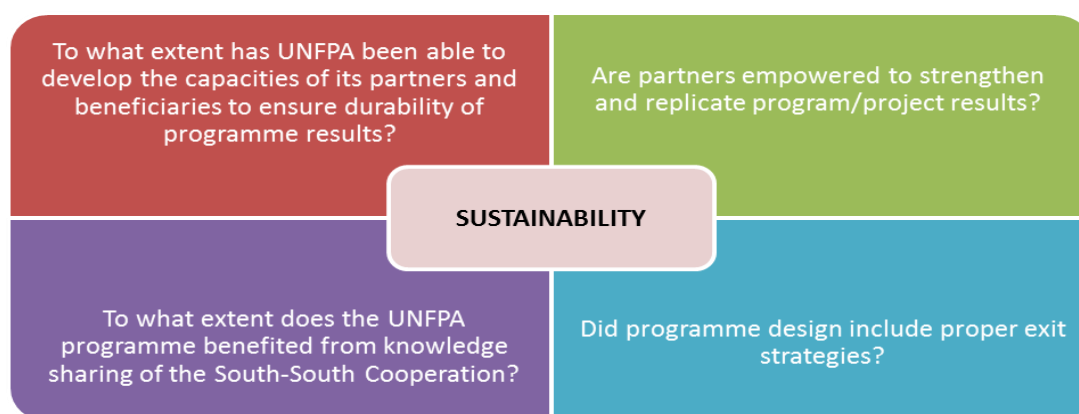 To what extent has UNFPA been able to
develop the capacities of its partners and
beneficiaries to ensure durability of
programme results?
Are partners empowered to strengthen
and replicate program/project results?
SUSTAINABILITY
To what extent does the UNFPA
programme benefited from knowledge
sharing of the South-South Cooperation?
Did programme design include proper exit
strategies?